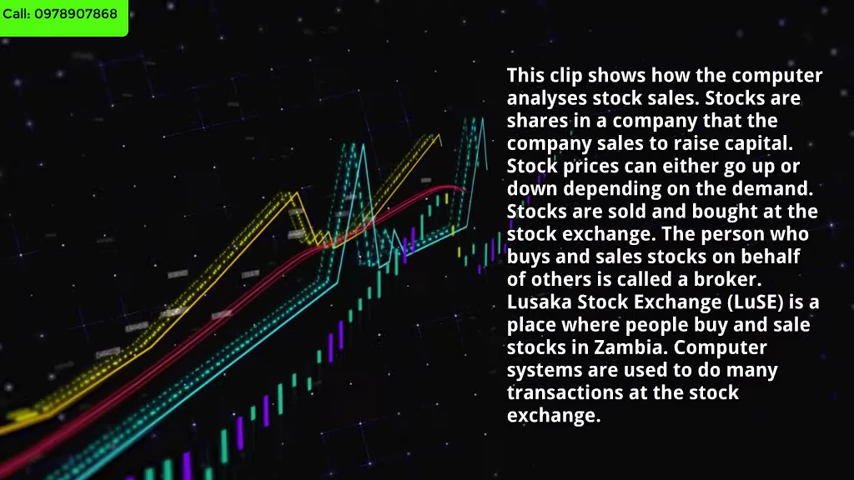 Call: 0978907868
This clip shows how the computer
analyses stock sales. Stocks are
shares in a company that the
company sales to raise capital.
Stock prices can either go up or
down depending on the demand.
Stocks are sold and bought at the
stock exchange. The person who
buys and sales stocks on behalf
of others is called a broker.
Lusaka Stock Exchange (LuSE) is a
place where people buy and sale
stocks in Zambia. Computer
systems are used to do many
transactions at the stock
exchange.